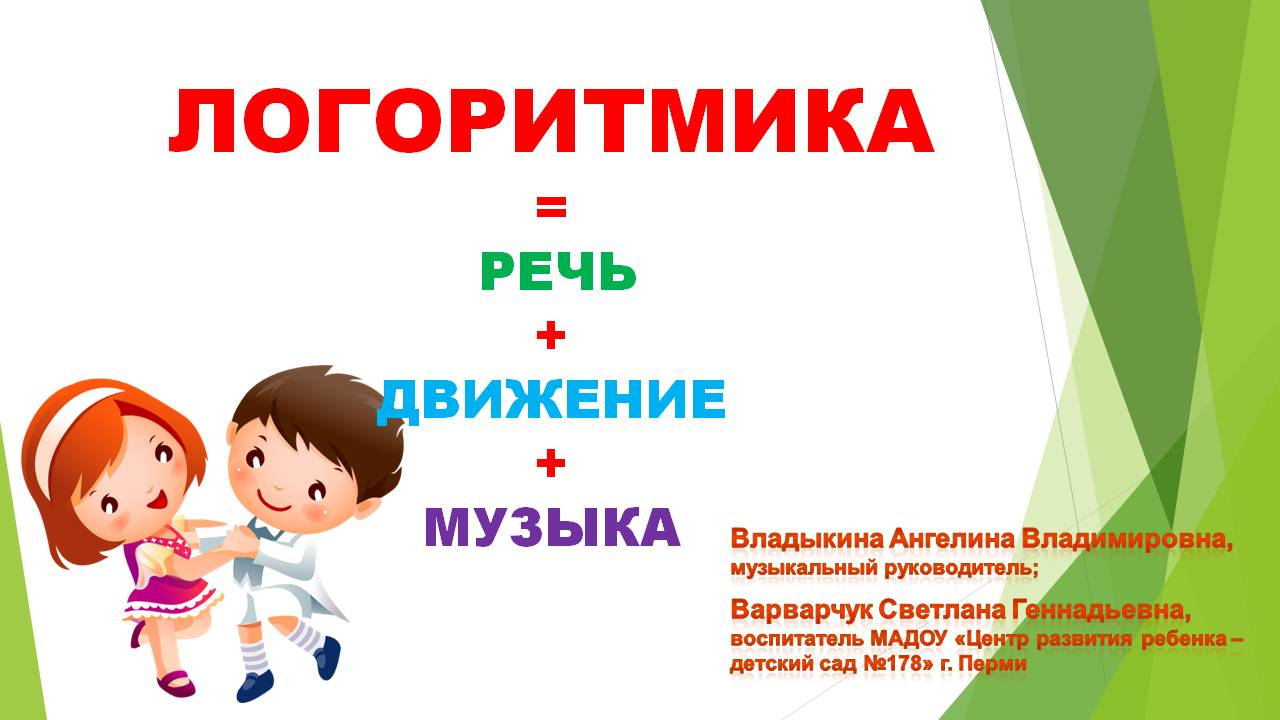 ЛОГОРИТМИКА
=
РЕЧЬ
+
ДВИЖЕНИЕ
+
МУЗЫКА
Владыкина Ангелина Владимировна,
музыкальный руководитель;
Варварчук Светлана Геннадьевна,
воспитатель МАДОУ «Центр развития ребенка –
детский сад №178» г. Перми